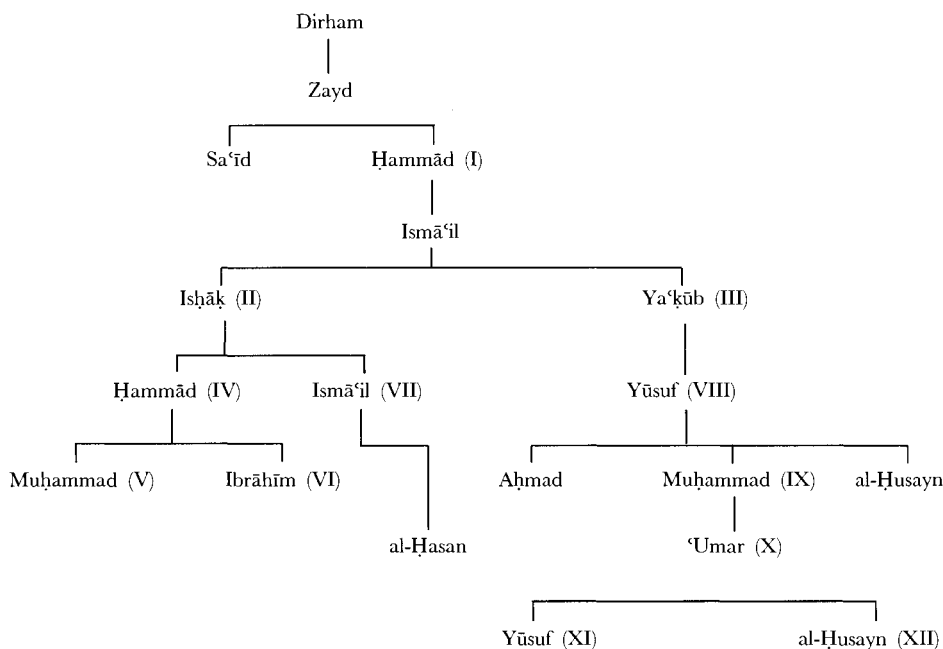 Dirham
Zayd
Saʿīd Ḥammād (I)
Ismāʿil
Isḥāḳ (II) Yaʿḳūb (III)
Ḥammād (IV) Ismāʿil (VII) Yūsuf (VIII)
Muḥammad (V) Ibrāhīm (VI) Aḥmad Muḥammad (IX) al-Ḥusayn
al-Ḥasan ʿUmar (X)
Yūsuf (XI) al-Ḥusayn (XII)